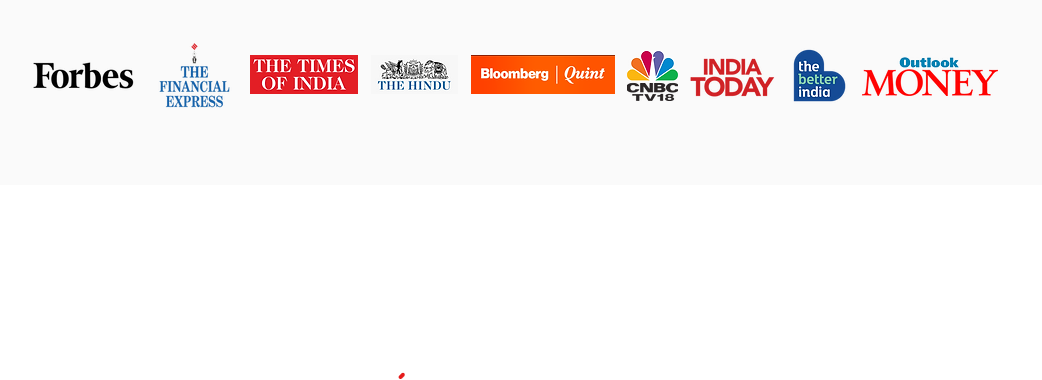 Forbes
THE
FINANCIAL
EXPRESS
THE TIMES
OF INDIA
THE HINDU
Bloomberg | Quint
CNBC
TV18
INDIA
TODAY
the
better
india
Outlook
MONEY